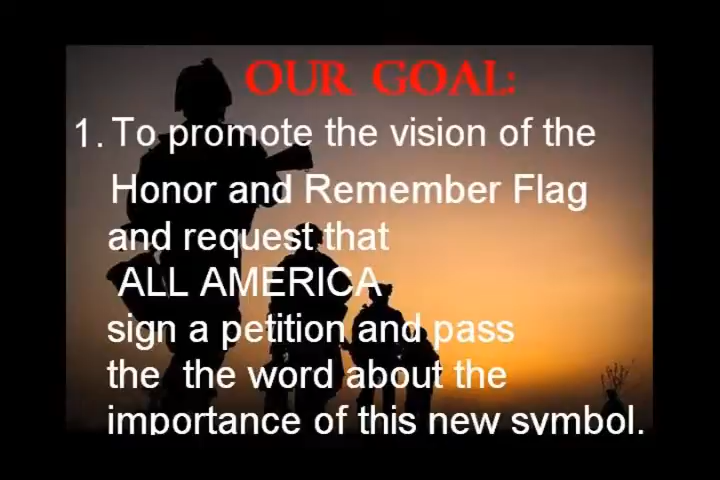 OUR GOAL:
1. To promote the vision of the
Honor and Remember Flag
and request that
ALL AMERICA
sign a petition and pass
the the word about the
importance of this new symbol.